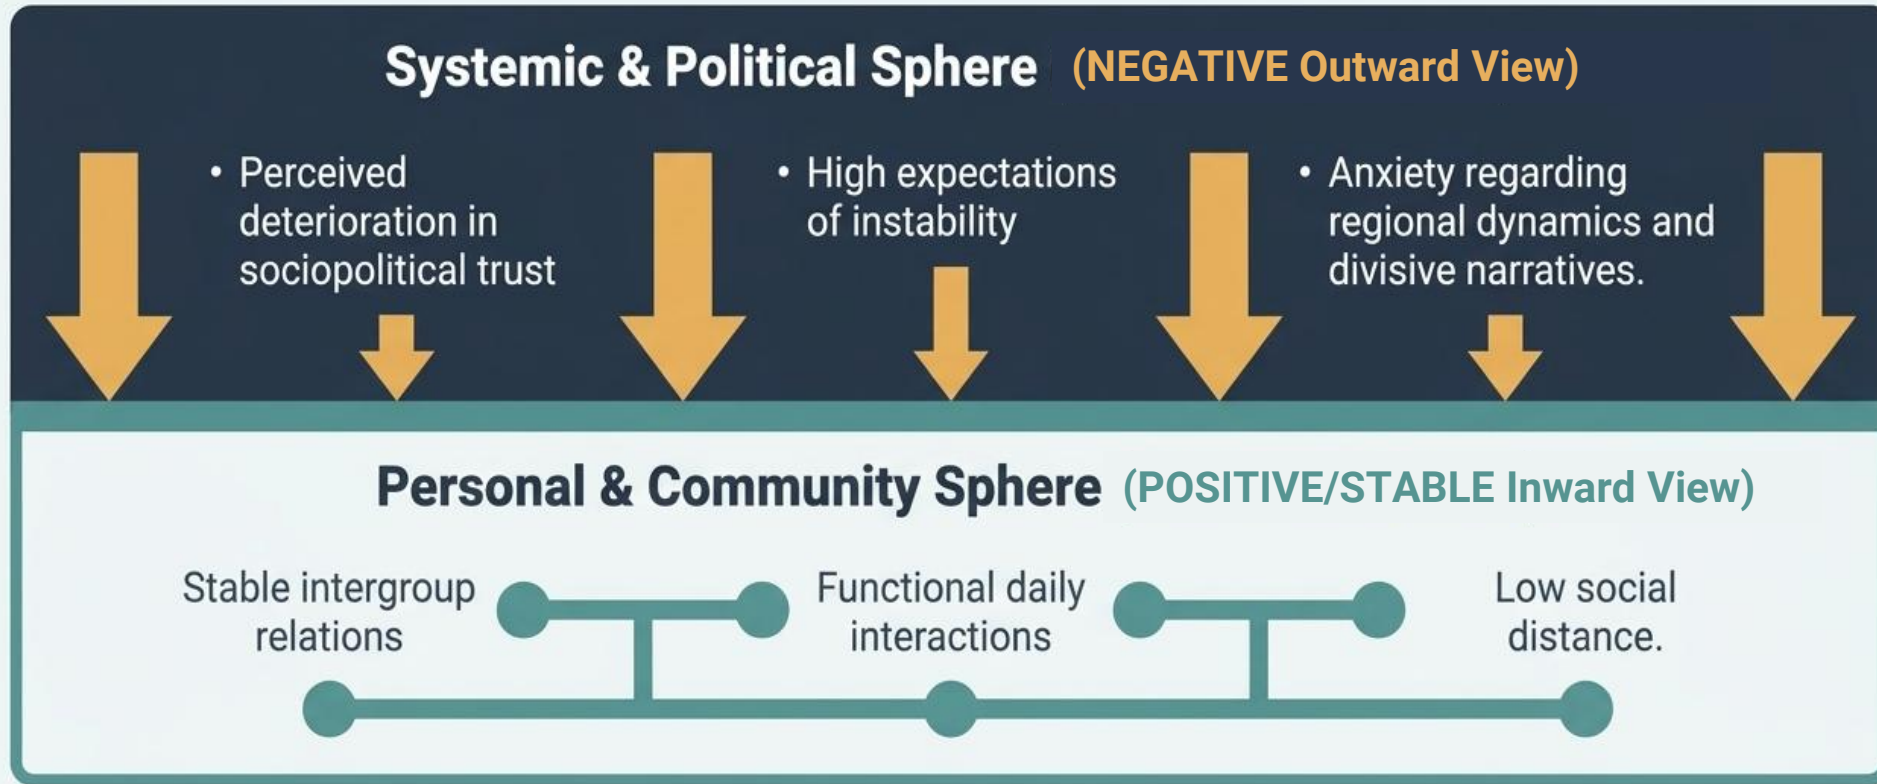 Systemic & Political Sphere (NEGATIVE Outward View)
• Perceived
deterioration in
sociopolitical trust
• High expectations
of instability
• Anxiety regarding
regional dynamics and
divisive narratives.
Personal & Community Sphere (POSITIVE/STABLE Inward View)
Stable intergroup
relations
Functional daily
interactions
Low social
distance.